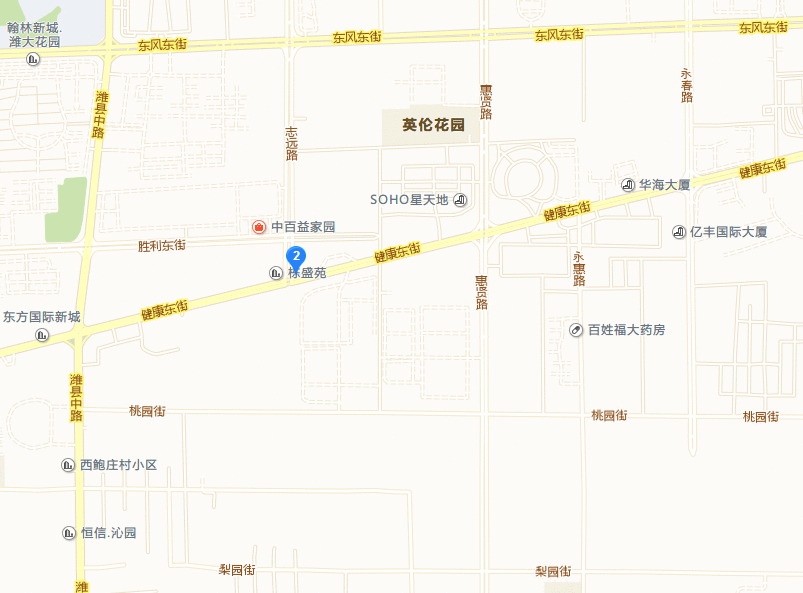 翰林新城.
潍大花园
东风东街
东风东街
东风东街
东风东街
潍县中路
志远路
惠贤路
永春路
英伦花园
SOHO星天地
华海大厦
健康东街
健康东街
中百益家园
亿丰国际大厦
胜利东街
健康东街
2
栋盛苑
永惠路
惠贤路
健康东街
东方国际新城
百姓福大药房
潍县中路
桃园街
桃园街
桃园街
西鲍庄村小区
恒信.沁园
梨园街
梨园街
潍